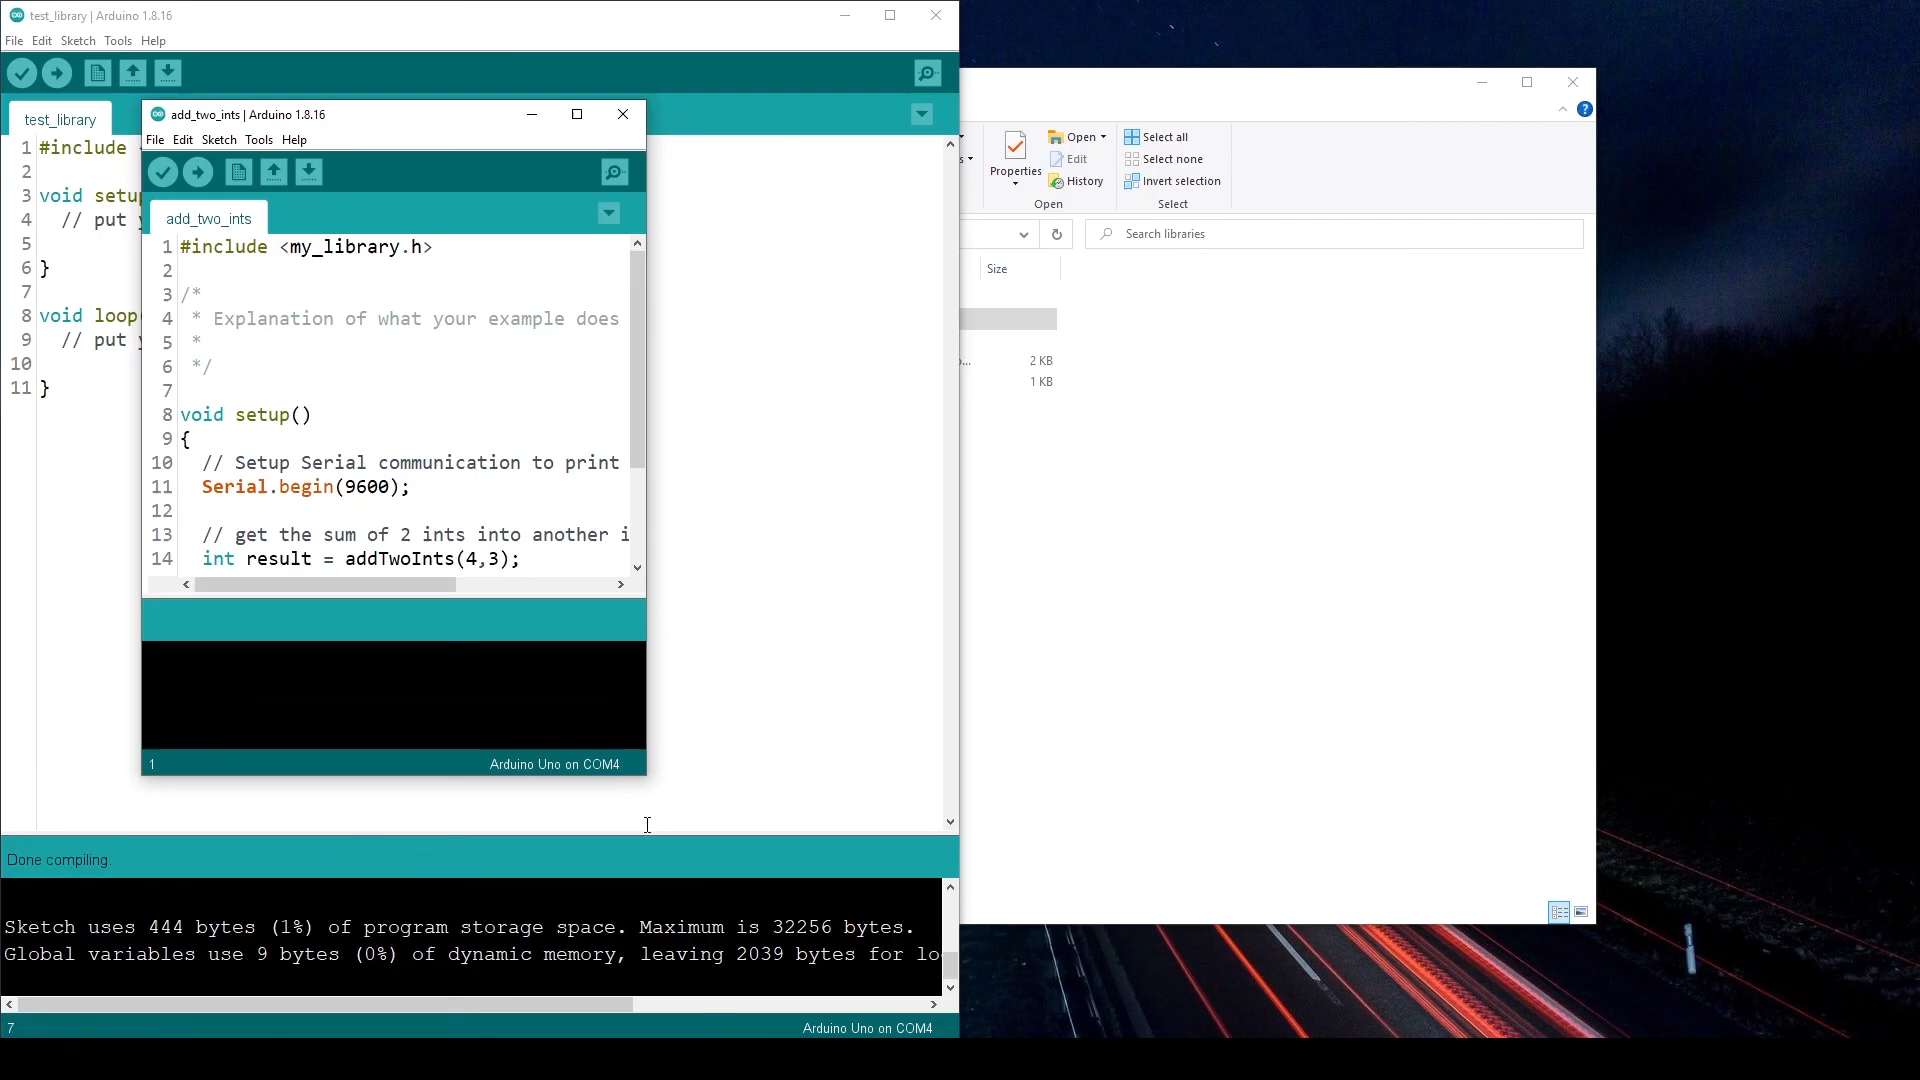 test_library | Arduino 1.8.16
File Edit Sketch Tools Help
test_library
1 #include
2
3 void setup
4 // put y
5
6 }
7
8 void loop(
9 // put y
10
11 }
add_two_ints | Arduino 1.8.16
File Edit Sketch Tools Help
add_two_ints
1 #include <my_library.h>
2
3 /*
4 * Explanation of what your example does
5 *
6 */
7
8 void setup()
9 {
10 // Setup Serial communication to print
11 Serial.begin(9600);
12
13 // get the sum of 2 ints into another i
14 int result = addTwoInts(4,3);
1 Arduino Uno on COM4
Done compiling.
Sketch uses 444 bytes (1%) of program storage space. Maximum is 32256 bytes.
Global variables use 9 bytes (0%) of dynamic memory, leaving 2039 bytes for lo
7 Arduino Uno on COM4
Properties
Open
Edit
History
Open
Select all
Select none
Invert selection
Select
Search libraries
Size
2 KB
1 KB